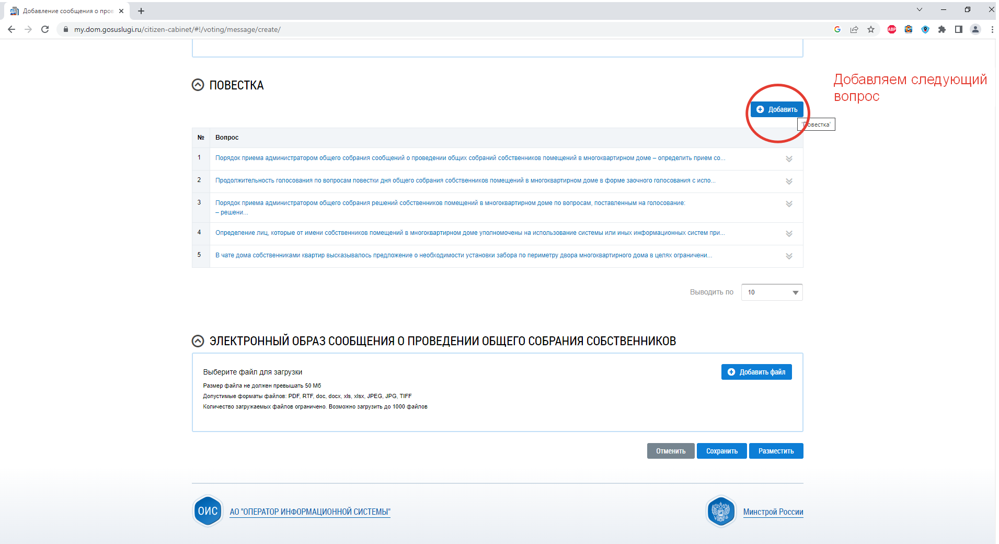 Добавление сообщения о пров
my.dom.gosuslugi.ru/citizen-cabinet/#!/voting/message/create/
ABP
ПОВЕСТКА
Добавляем следующий
вопрос
Добавить
'Повестка'
№ Вопрос
1 Порядок приема администратором общего собрания сообщений о проведении общих собраний собственников помещений в многоквартирном доме – определить прием со...
2 Продолжительность голосования по вопросам повестки дня общего собрания собственников помещений в многоквартирном доме в форме заочного голосования с испо...
3 Порядок приема администратором общего собрания решений собственников помещений в многоквартирном доме по вопросам, поставленным на голосование:
– решени...
4 Определение лиц, которые от имени собственников помещений в многоквартирном доме уполномочены на использование системы или иных информационных систем при...
5 В чате дома собственниками квартир высказывалось предложение о необходимости установки забора по периметру двора многоквартирного дома в целях ограничени...
Выводить по 10
ЭЛЕКТРОННЫЙ ОБРАЗ СООБЩЕНИЯ О ПРОВЕДЕНИИ ОБЩЕГО СОБРАНИЯ СОБСТВЕННИКОВ
Выберите файл для загрузки
Добавить файл
Размер файла не должен превышать 50 Мб
Допустимые форматы файлов: PDF, RTF, doc, docx, xls, xlsx, JPEG, JPG, TIFF
Количество загружаемых файлов ограничено. Возможно загрузить до 1000 файлов
Отменить Сохранить Разместить
ОИС АО "ОПЕРАТОР ИНФОРМАЦИОННОЙ СИСТЕМЫ"
Минстрой России